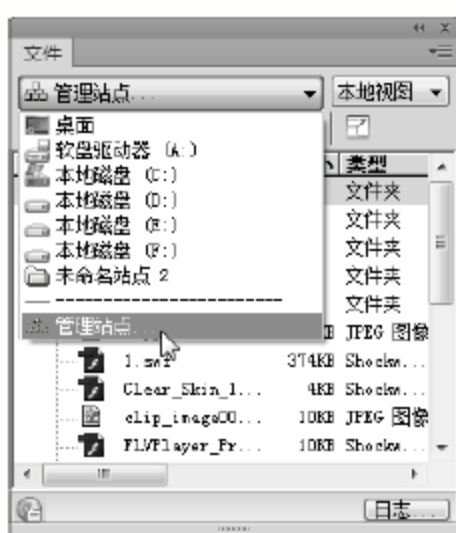 文件
管理站点... 本地视图
桌面
软盘驱动器 (A:)
本地磁盘 (C:) 类型
本地磁盘 (D:) 文件夹
本地磁盘 (E:) 文件夹
本地磁盘 (F:) 文件夹
未命名站点 2 文件夹
文件夹
管理站点... JPEG 图像
1.swf 374KB Shockw...
Clear_Skin_1... 4KB Shockw...
clip_image00... 10KB JPEG 图像
FLVPlayer_Pr... 10KB Shockw...
日志...